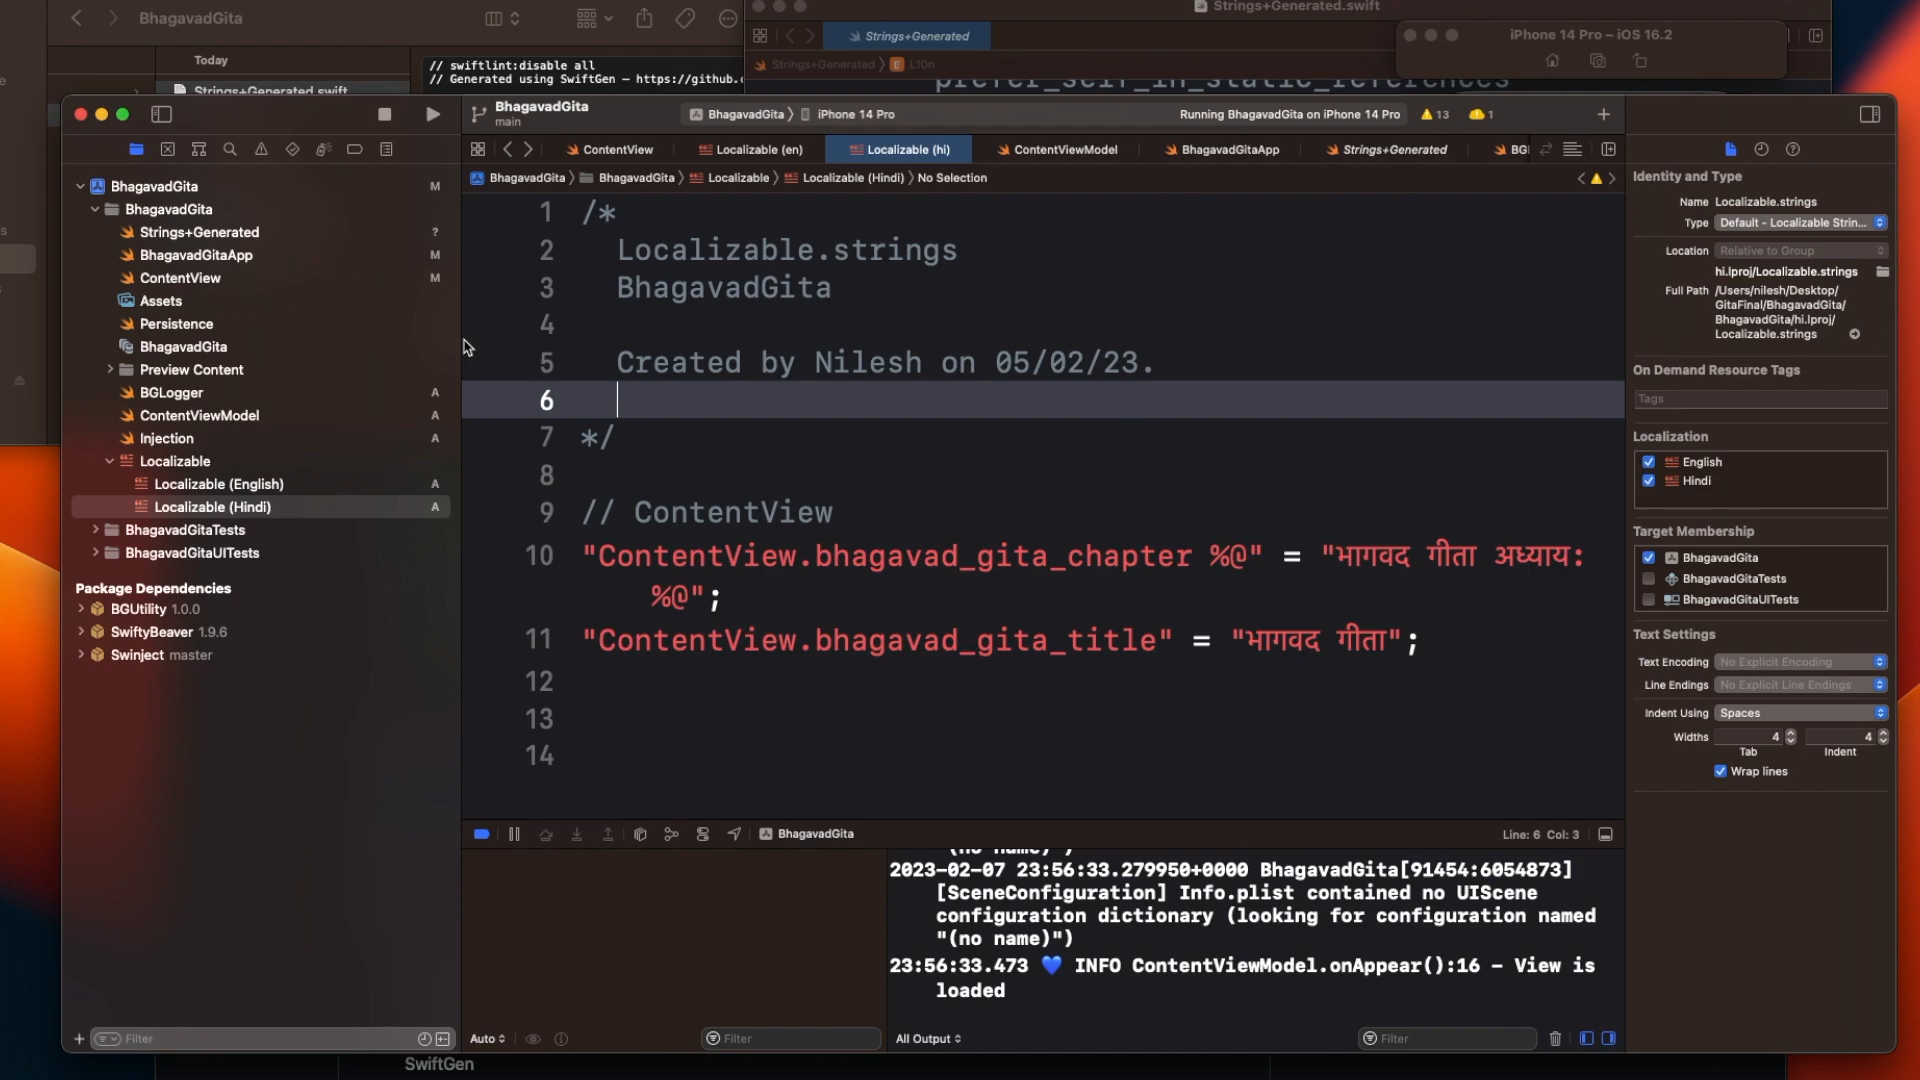 BhagavadGita
Strings+Generated.swift
Today
Strings+Generated.swift
// swiftlint:disable all
// Generated using SwiftGen — https://github.
Strings+Generated
Strings+Generated
L10n
prefer_self_in_static_references
iPhone 14 Pro – iOS 16.2
BhagavadGita
main
BhagavadGita
iPhone 14 Pro
Running BhagavadGita on iPhone 14 Pro
13
1
ContentView
Localizable (en)
Localizable (hi)
ContentViewModel
BhagavadGitaApp
Strings+Generated
BG
BhagavadGita
BhagavadGita
Localizable
Localizable (Hindi)
No Selection
BhagavadGita M
BhagavadGita
Strings+Generated ?
BhagavadGitaApp M
ContentView M
Assets
Persistence
BhagavadGita
Preview Content
BGLogger A
ContentViewModel A
Injection A
Localizable
Localizable (English) A
Localizable (Hindi) A
BhagavadGitaTests
BhagavadGitaUITests
Package Dependencies
BGUtility 1.0.0
SwiftyBeaver 1.9.6
Swinject master
Filter
1 /*
2 Localizable.strings
3 BhagavadGita
4
5 Created by Nilesh on 05/02/23.
6
7 */
8
9 // ContentView
10 "ContentView.bhagavad_gita_chapter %@" = "भागवद गीता अध्याय:
%@";
11 "ContentView.bhagavad_gita_title" = "भागवद गीता";
12
13
14
BhagavadGita
Line: 6 Col: 3
(no name)")
2023-02-07 23:56:33.279950+0000 BhagavadGita[91454:6054873]
[SceneConfiguration] Info.plist contained no UIScene
configuration dictionary (looking for configuration named
"(no name)")
23:56:33.473 💙 INFO ContentViewModel.onAppear():16 - View is
loaded
Auto
Filter
All Output
Filter
Identity and Type
Name Localizable.strings
Type Default - Localizable Strin...
Location Relative to Group
hi.lproj/Localizable.strings
Full Path /Users/nilesh/Desktop/
GitaFinal/BhagavadGita/
BhagavadGita/hi.lproj/
Localizable.strings
On Demand Resource Tags
Tags
Localization
English
Hindi
Target Membership
BhagavadGita
BhagavadGitaTests
BhagavadGitaUITests
Text Settings
Text Encoding No Explicit Encoding
Line Endings No Explicit Line Endings
Indent Using Spaces
Widths 4 4
Tab Indent
Wrap lines
SwiftGen